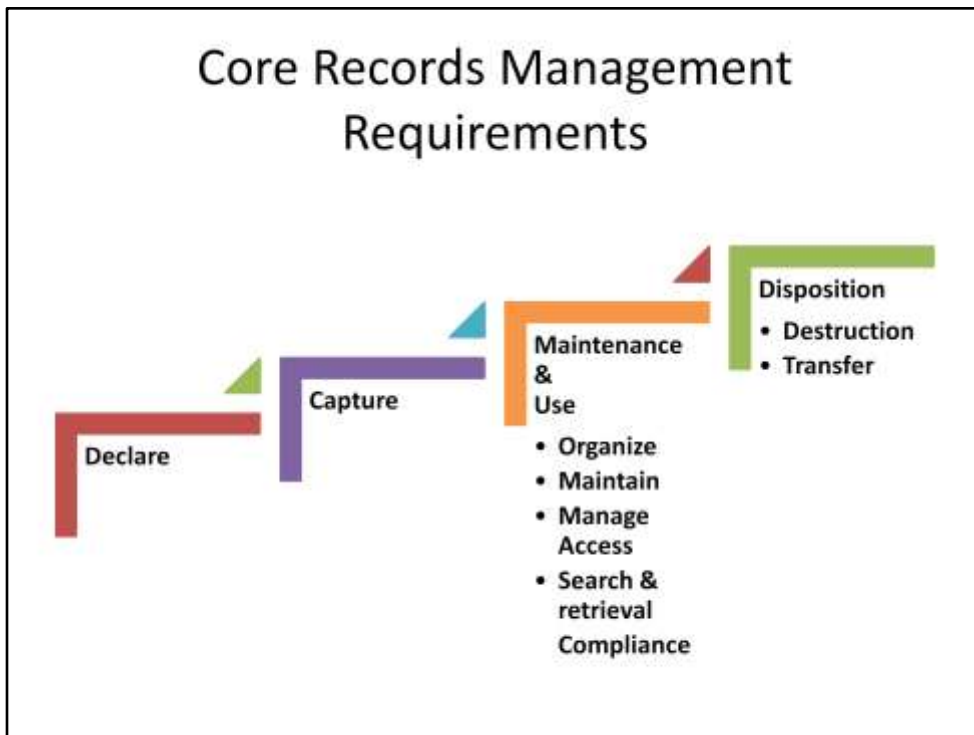 Core Records Management
Requirements
Declare
Capture
Maintenance
&
Use
• Organize
• Maintain
• Manage
Access
• Search &
retrieval
Compliance
Disposition
• Destruction
• Transfer